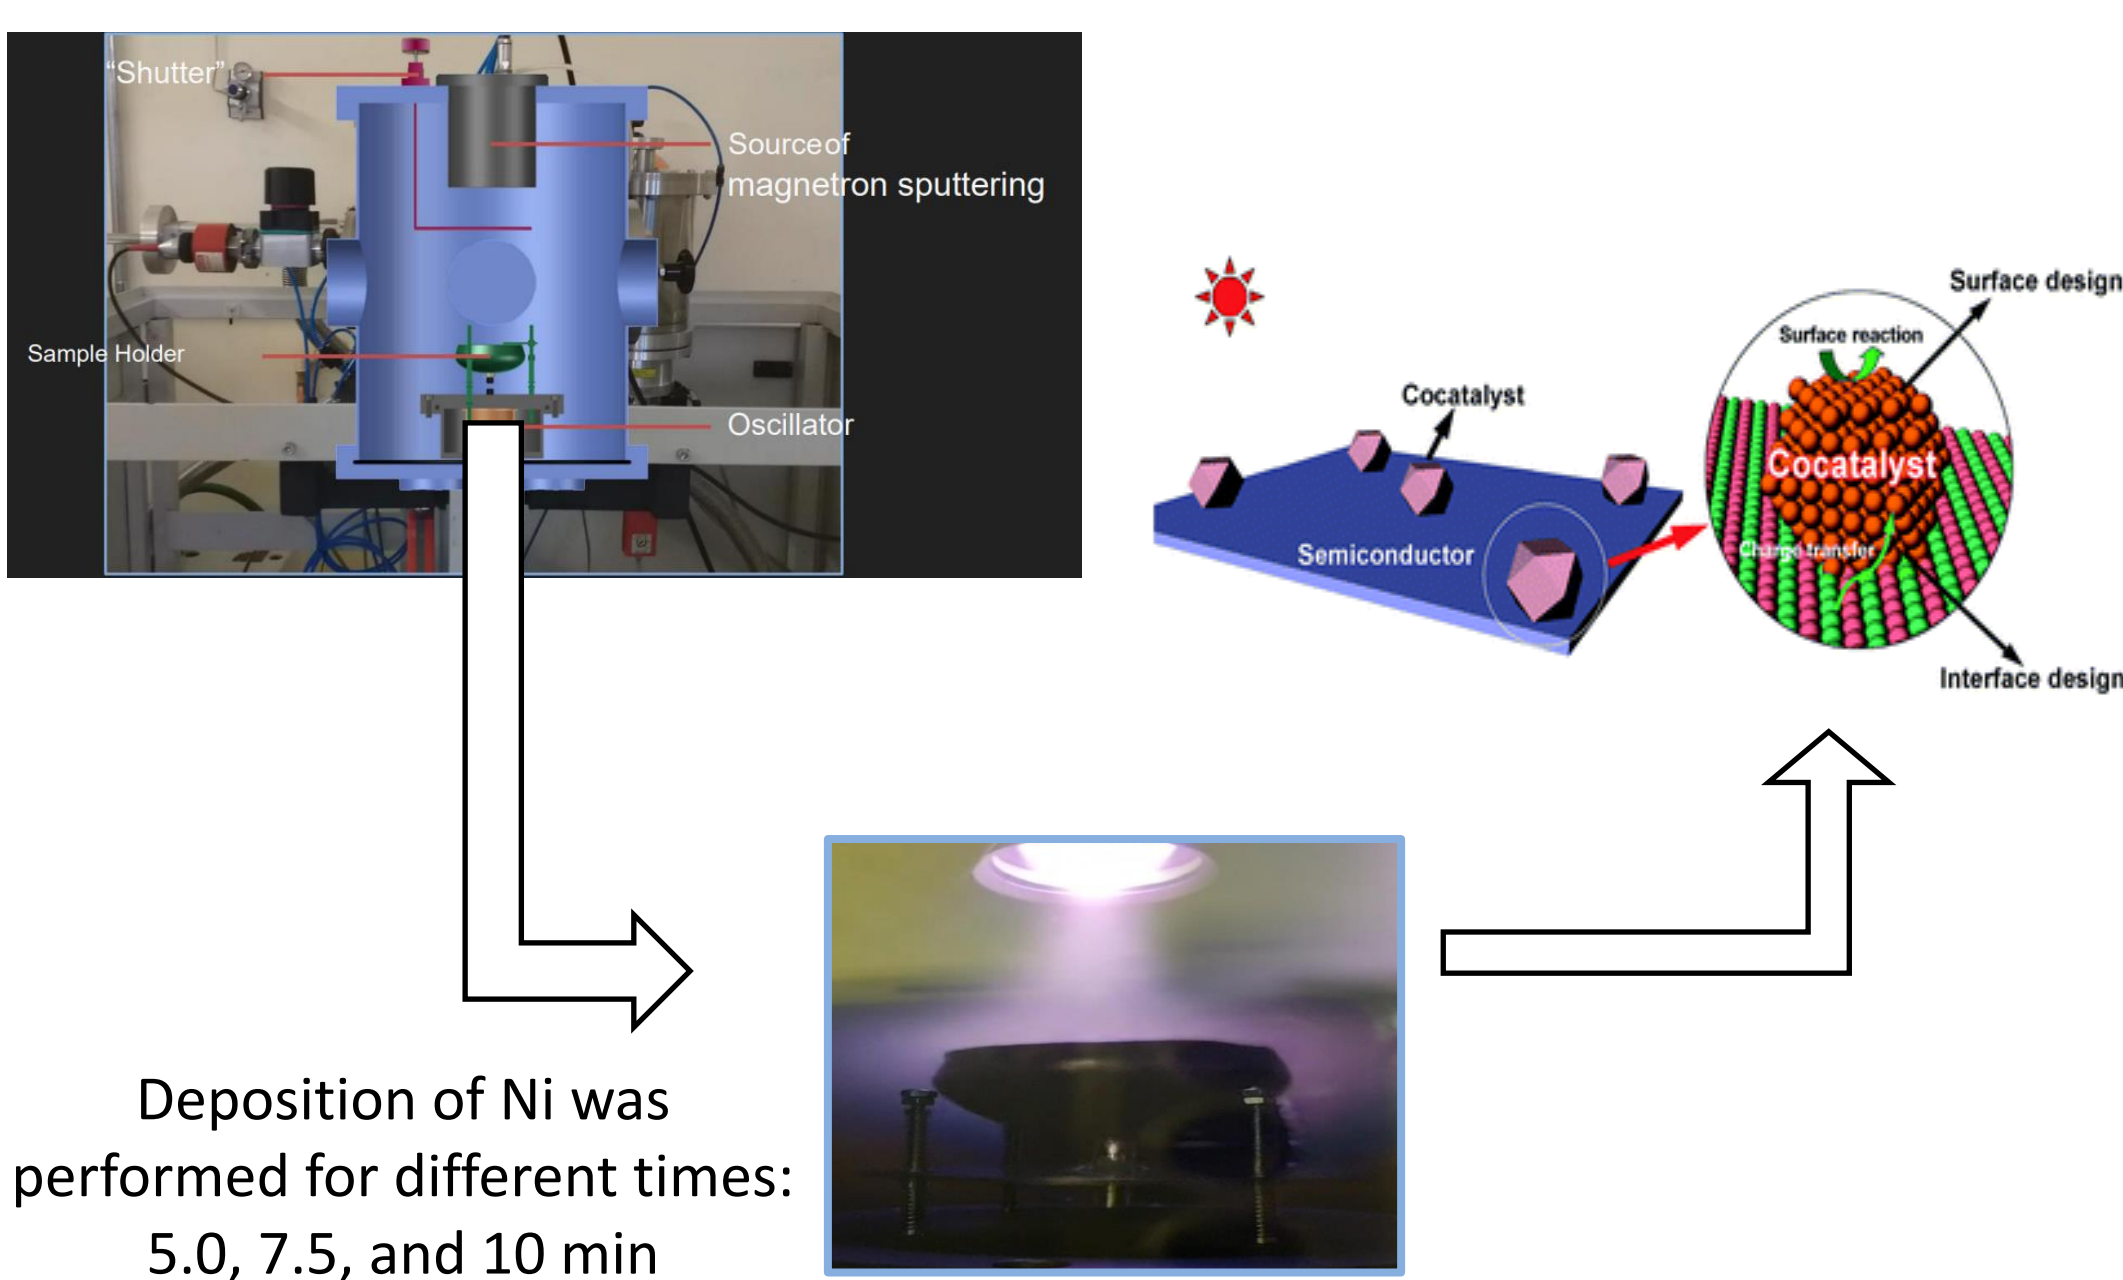 “Shutter”
Source of
magnetron sputtering
Sample Holder
Oscillator
Deposition of Ni was
performed for different times:
5.0, 7.5, and 10 min
Cocatalyst
Semiconductor
Surface design
Surface reaction
Cocatalyst
Charge transfer
Interface design